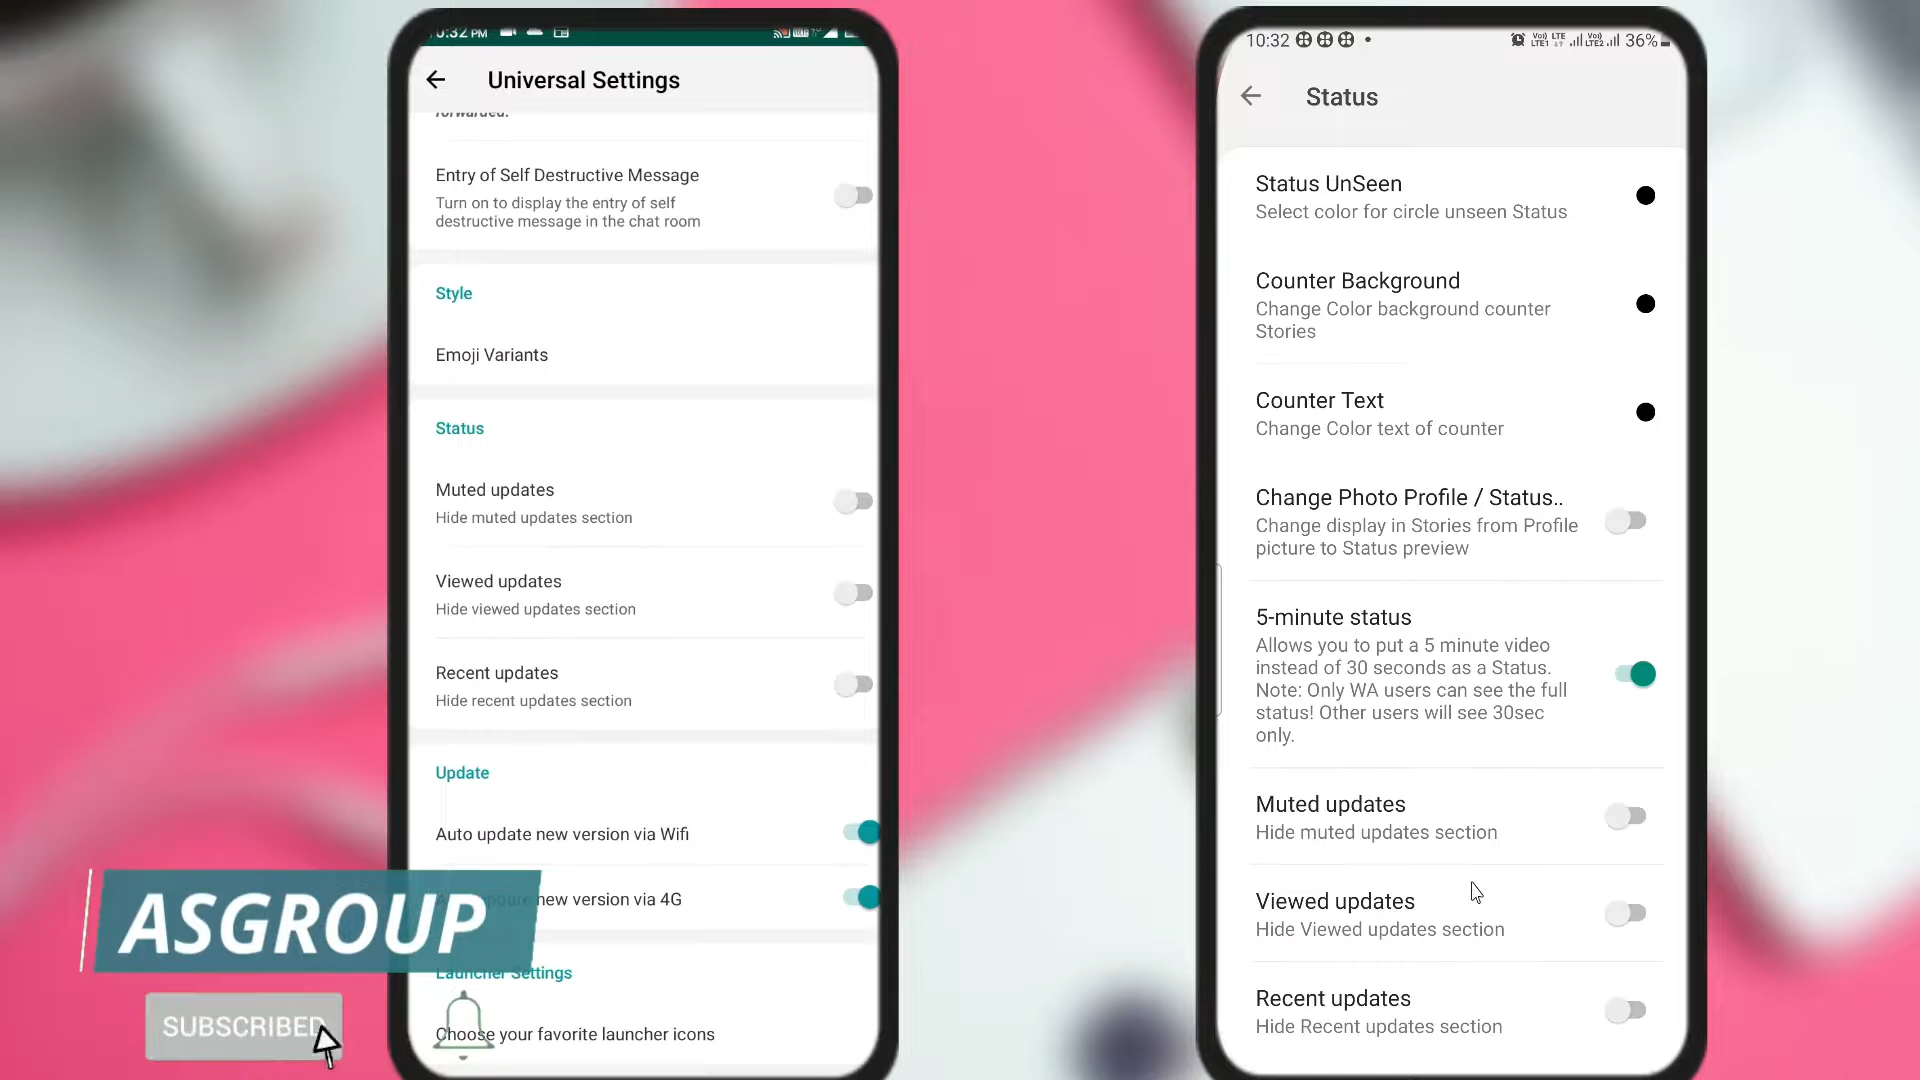 Universal Settings
forwarded.
Entry of Self Destructive Message
Turn on to display the entry of self
destructive message in the chat room
Style
Emoji Variants
Status
Muted updates
Hide muted updates section
Viewed updates
Hide viewed updates section
Recent updates
Hide recent updates section
Update
Auto update new version via Wifi
new version via 4G
Launcher Settings
Choose your favorite launcher icons
ASGROUP
SUBSCRIBED
10:32
36%
Status
Status UnSeen
Select color for circle unseen Status
Counter Background
Change Color background counter
Stories
Counter Text
Change Color text of counter
Change Photo Profile / Status..
Change display in Stories from Profile
picture to Status preview
5-minute status
Allows you to put a 5 minute video
instead of 30 seconds as a Status.
Note: Only WA users can see the full
status! Other users will see 30sec
only.
Muted updates
Hide muted updates section
Viewed updates
Hide Viewed updates section
Recent updates
Hide Recent updates section